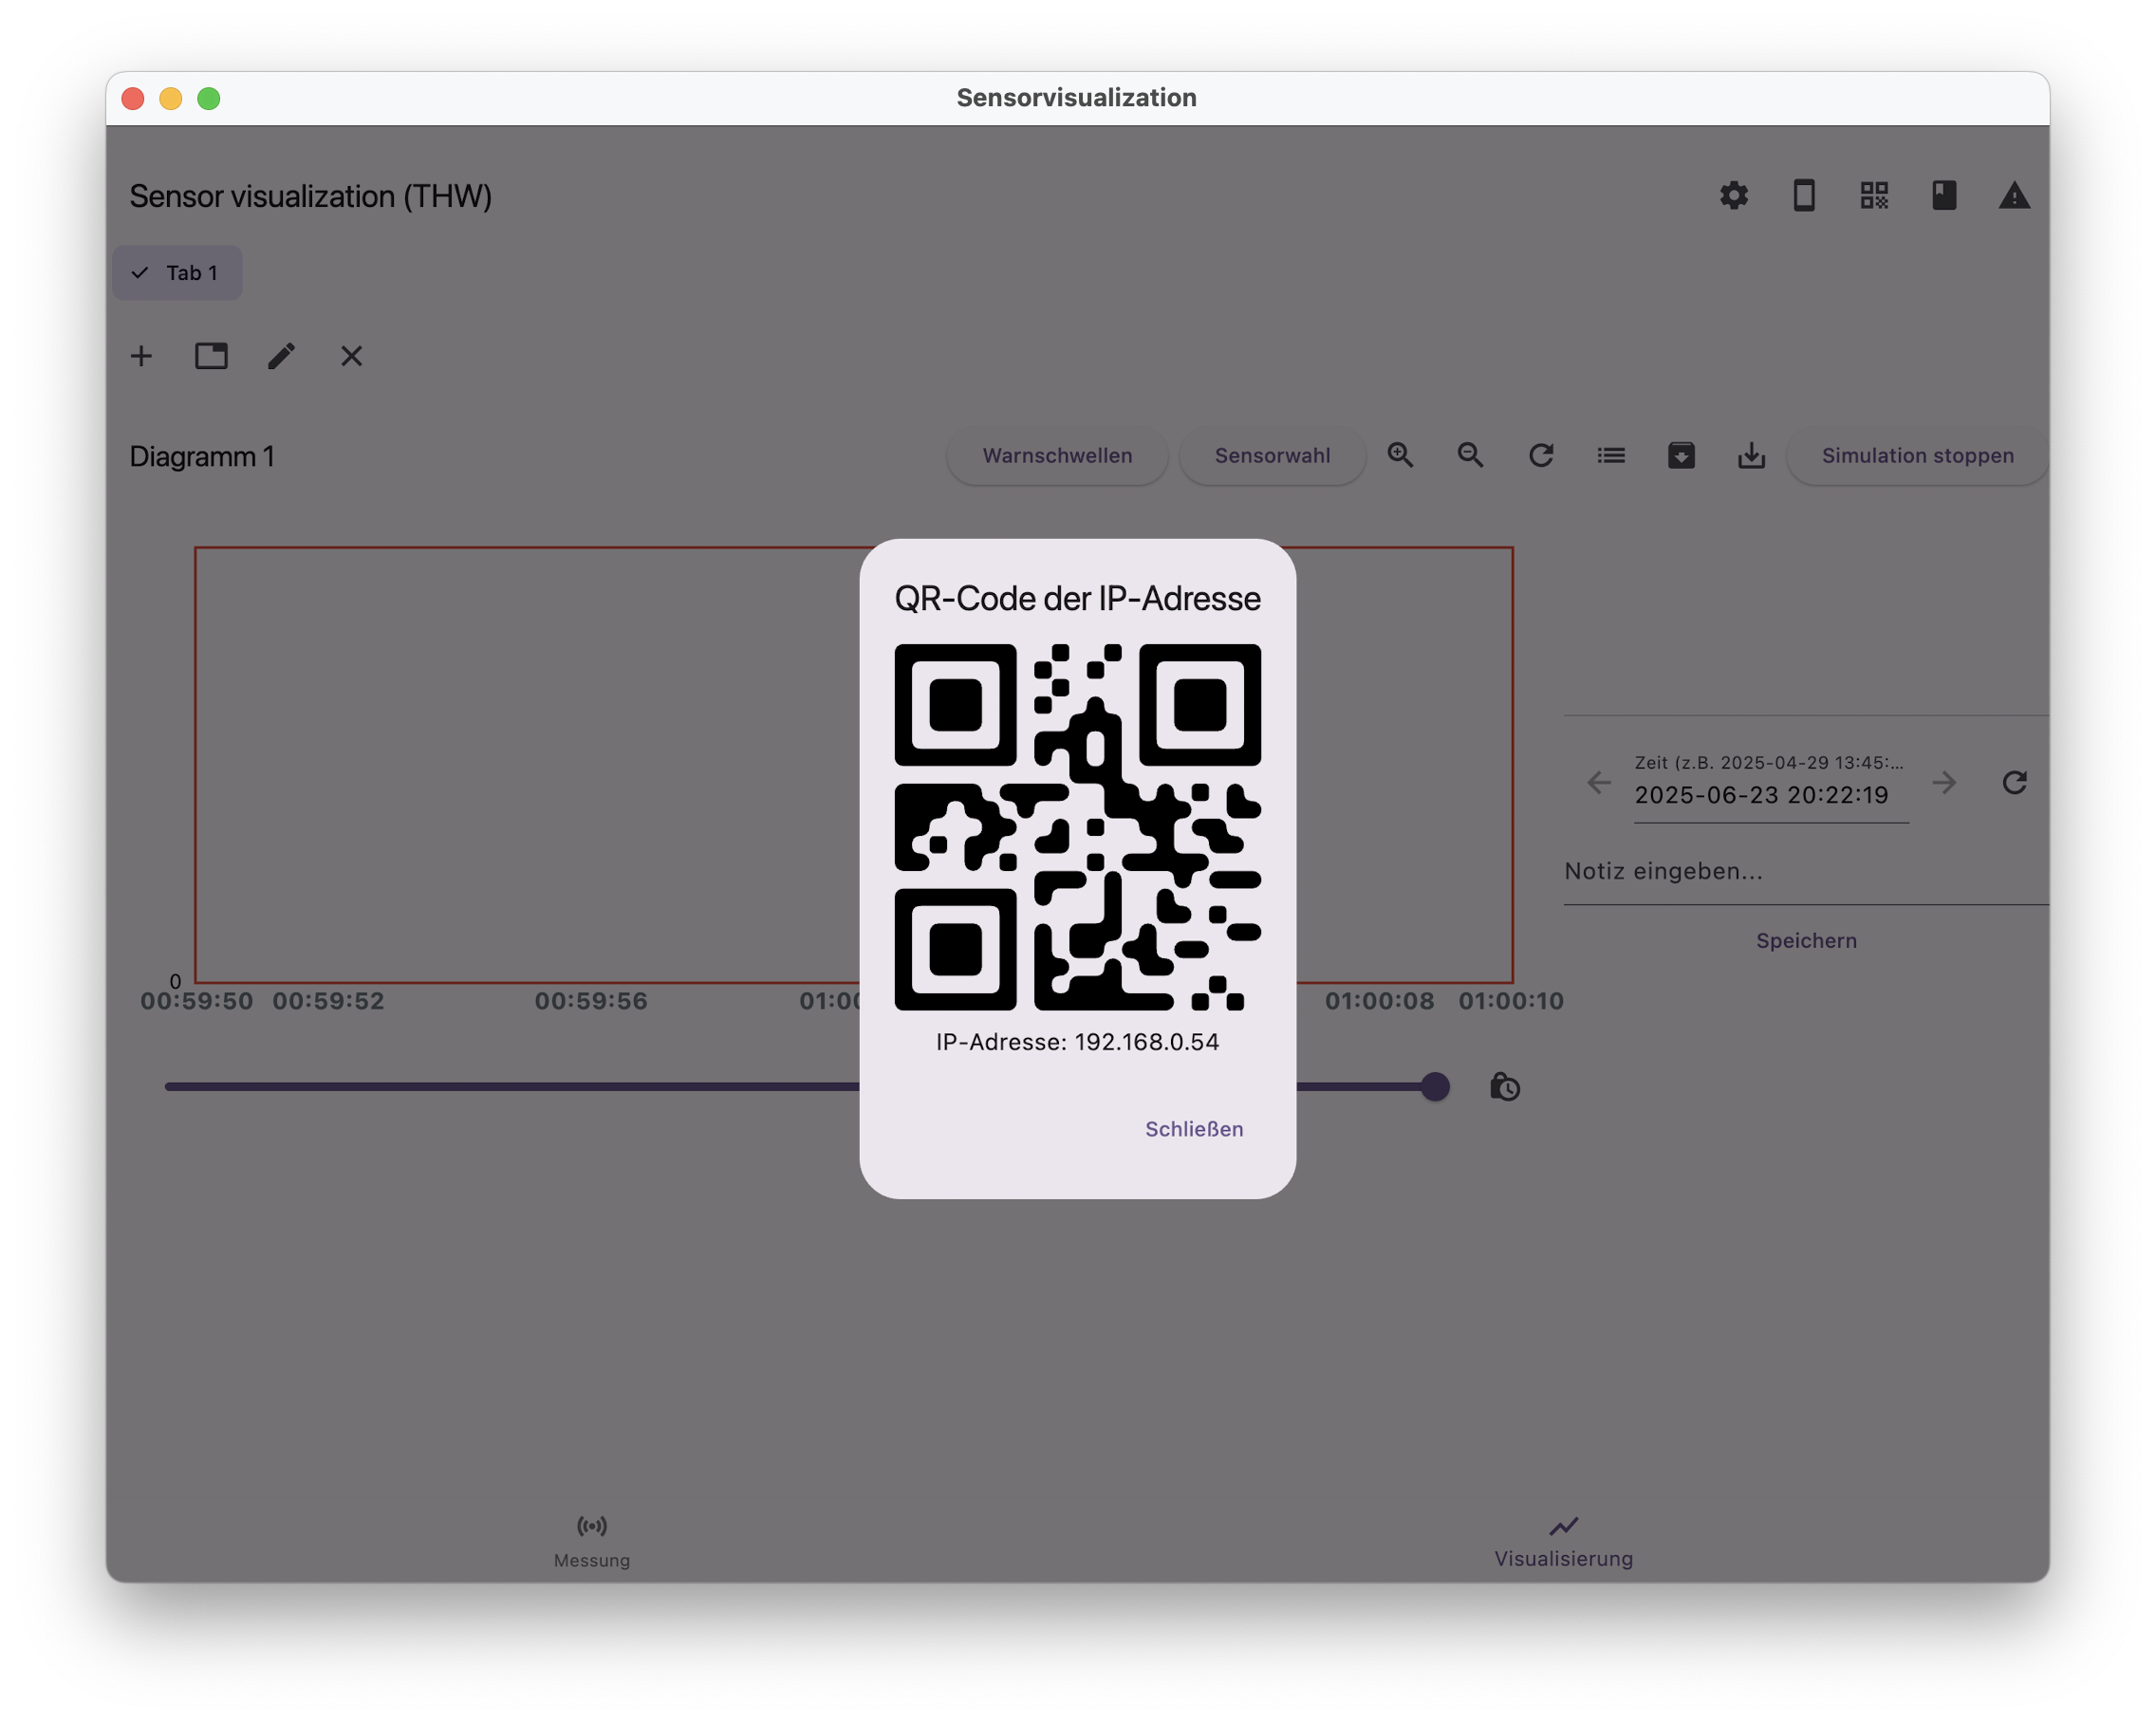 Sensorvisualization
Sensor visualization (THW)
Tab 1
Diagramm 1
Warnschwellen
Sensorwahl
Simulation stoppen
QR-Code der IP-Adresse
IP-Adresse: 192.168.0.54
Schließen
0
00:59:50 00:59:52 00:59:56 01:00:08 01:00:10
Zeit (z.B. 2025-04-29 13:45:...
2025-06-23 20:22:19
Notiz eingeben...
Speichern
Messung
Visualisierung